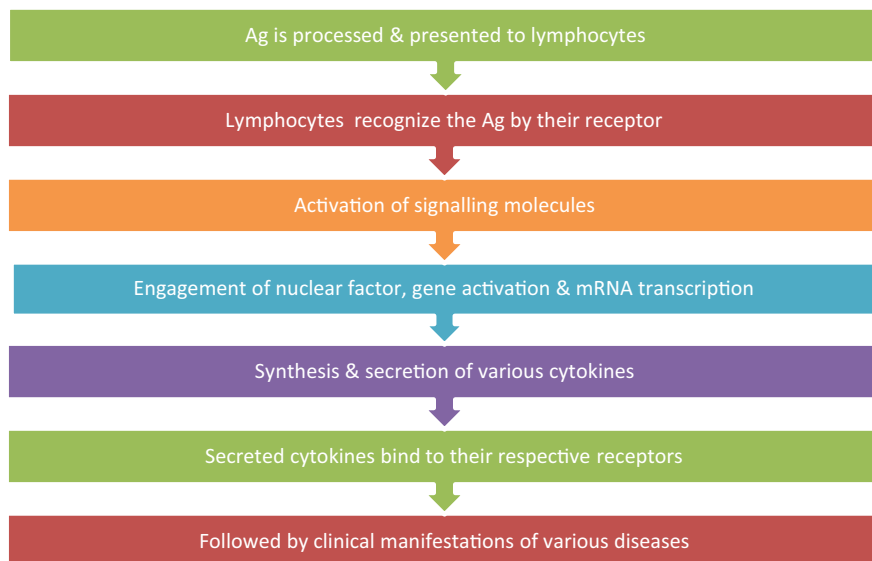 Ag is processed & presented to lymphocytes
Lymphocytes recognize the Ag by their receptor
Activation of signalling molecules
Engagement of nuclear factor, gene activation & mRNA transcription
Synthesis & secretion of various cytokines
Secreted cytokines bind to their respective receptors
Followed by clinical manifestations of various diseases